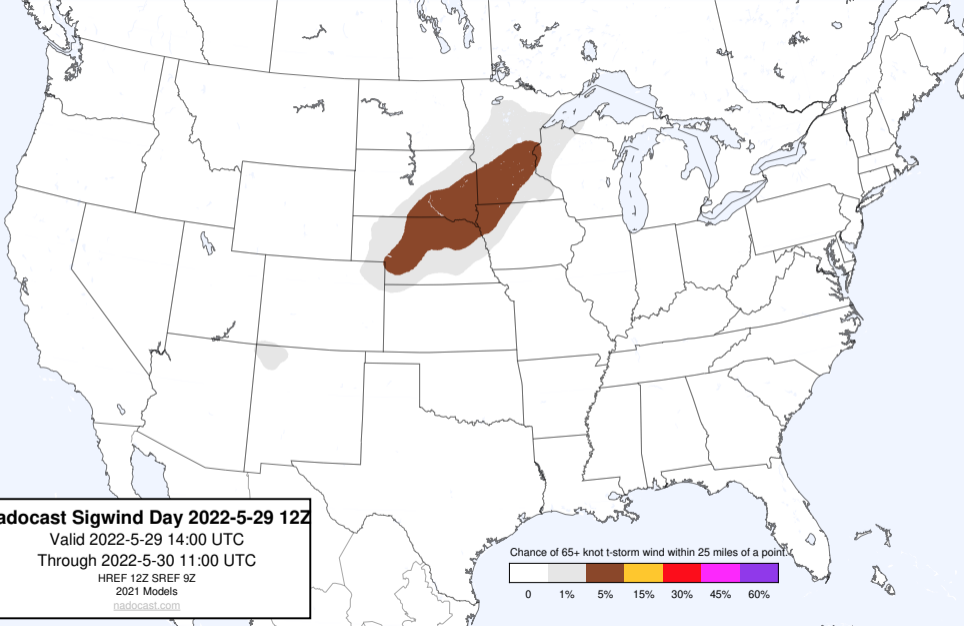 adocast Sigwind Day 2022-5-29 12Z
Valid 2022-5-29 14:00 UTC
Through 2022-5-30 11:00 UTC
HREF 12Z SREF 9Z
2021 Models
nadocast.com
Chance of 65+ knot t-storm wind within 25 miles of a point.
0 1% 5% 15% 30% 45% 60%